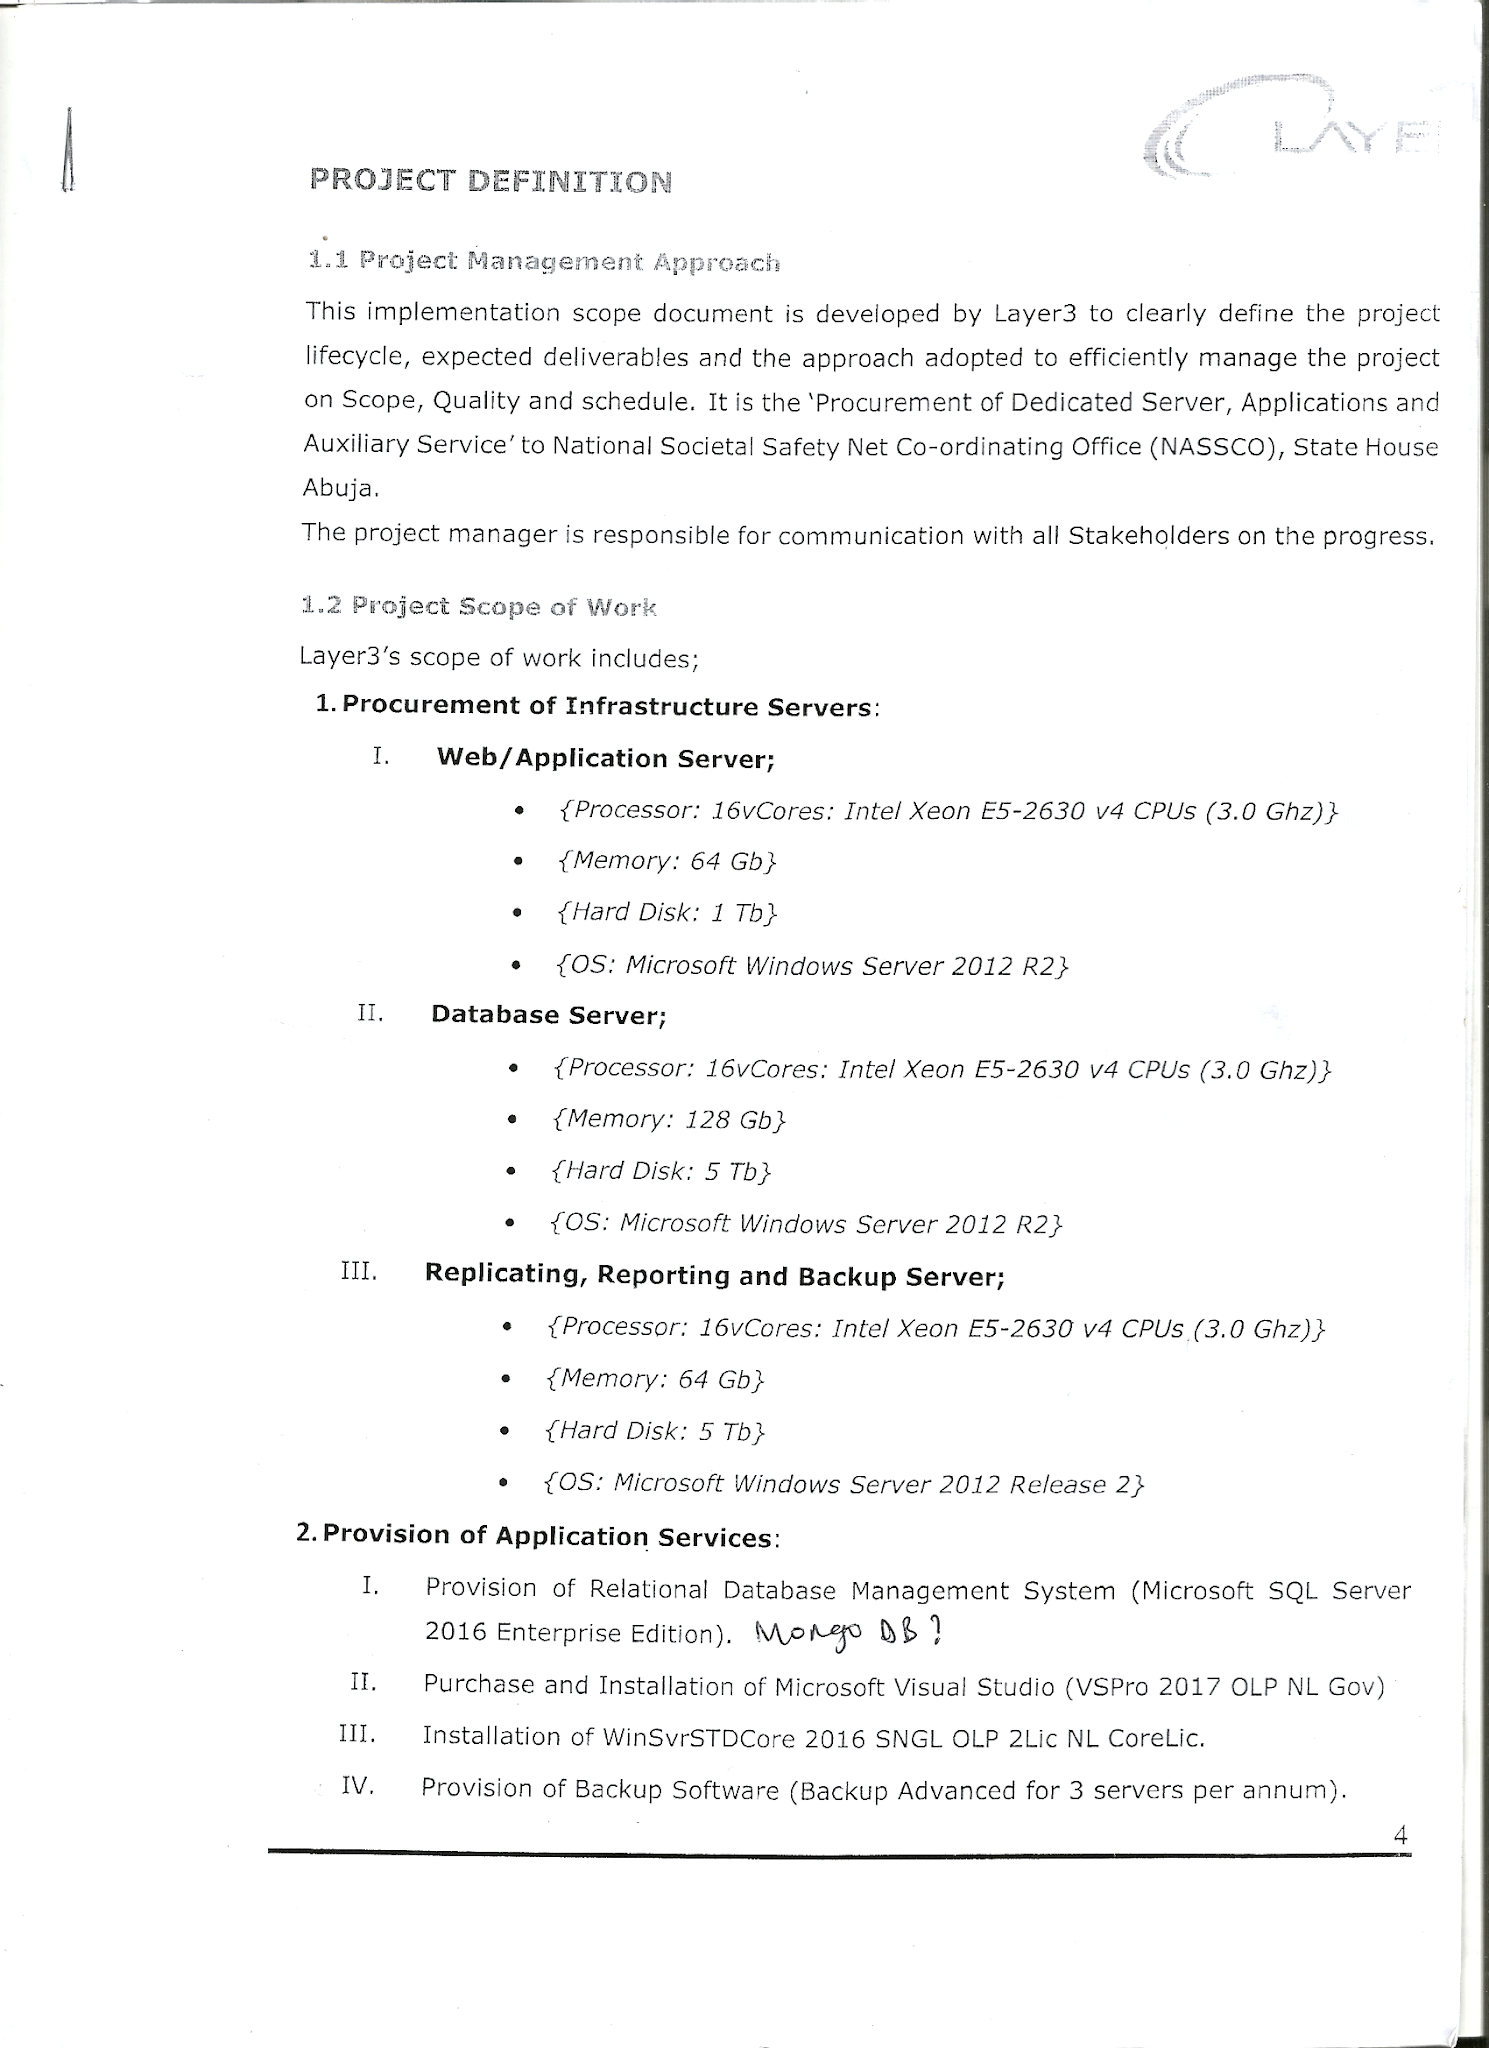 LAYE
PROJECT DEFINITION
1.1 Project Management Approach
This implementation scope document is developed by Layer3 to clearly define the project
lifecycle, expected deliverables and the approach adopted to efficiently manage the project
on Scope, Quality and schedule. It is the ‘Procurement of Dedicated Server, Applications and
Auxiliary Service’ to National Societal Safety Net Co-ordinating Office (NASSCO), State House
Abuja.
The project manager is responsible for communication with all Stakeholders on the progress.
1.2 Project Scope of Work
Layer3’s scope of work includes;
1. Procurement of Infrastructure Servers:
I. Web/Application Server;
• {Processor: 16vCores: Intel Xeon E5-2630 v4 CPUs (3.0 Ghz)}
• {Memory: 64 Gb}
• {Hard Disk: 1 Tb}
• {OS: Microsoft Windows Server 2012 R2}
II. Database Server;
• {Processor: 16vCores: Intel Xeon E5-2630 v4 CPUs (3.0 Ghz)}
• {Memory: 128 Gb}
• {Hard Disk: 5 Tb}
• {OS: Microsoft Windows Server 2012 R2}
III. Replicating, Reporting and Backup Server;
• {Processor: 16vCores: Intel Xeon E5-2630 v4 CPUs (3.0 Ghz)}
• {Memory: 64 Gb}
• {Hard Disk: 5 Tb}
• {OS: Microsoft Windows Server 2012 Release 2}
2. Provision of Application Services:
I. Provision of Relational Database Management System (Microsoft SQL Server
2016 Enterprise Edition). Mongo DB?
II. Purchase and Installation of Microsoft Visual Studio (VSPro 2017 OLP NL Gov)
III. Installation of WinSvrSTDCore 2016 SNGL OLP 2Lic NL CoreLic.
IV. Provision of Backup Software (Backup Advanced for 3 servers per annum).
4